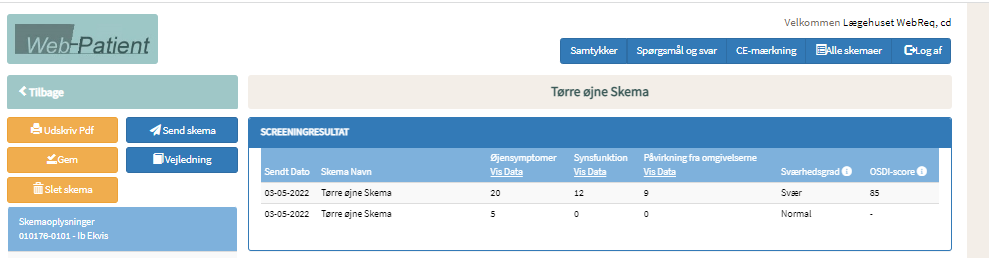 Velkommen Lægehuset WebReq, cd
Web-Patient
Samtykker Spørgsmål og svar CE-mærkning Alle skemaer Log af
Tilbage
Tørre øjne Skema
Udskriv Pdf Send skema
Gem Vejledning
Slet skema
Skemaoplysninger
010176-0101 - Ib Ekvis
SCREENINGRESULTAT
Øjensymptomer Synsfunktion Påvirkning fra omgivelserne
Sendt Dato Skema Navn Vis Data Vis Data Vis Data Sværhedsgrad OSDI-score
03-05-2022 Tørre øjne Skema 20 12 9 Svær 85
03-05-2022 Tørre øjne Skema 5 0 0 Normal -